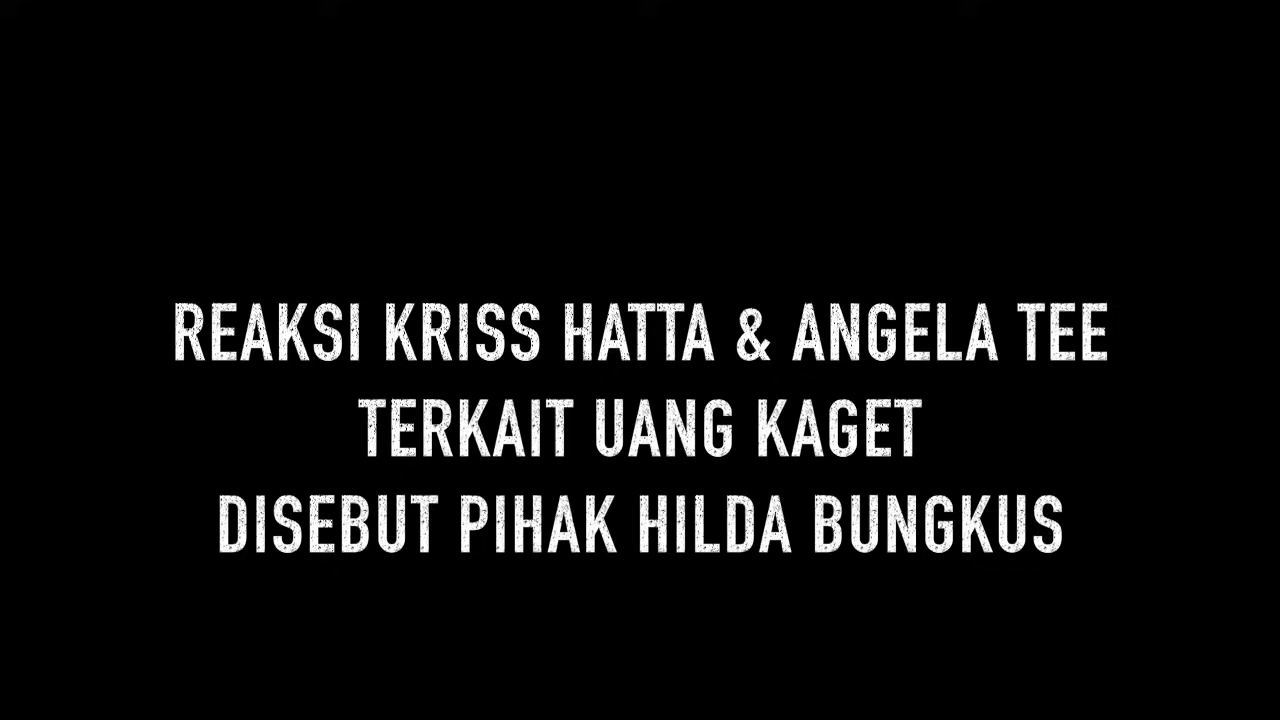 REAKSI KRISS HATTA & ANGELA TEE
TERKAIT UANG KAGET
DISEBUT PIHAK HILDA BUNGKUS